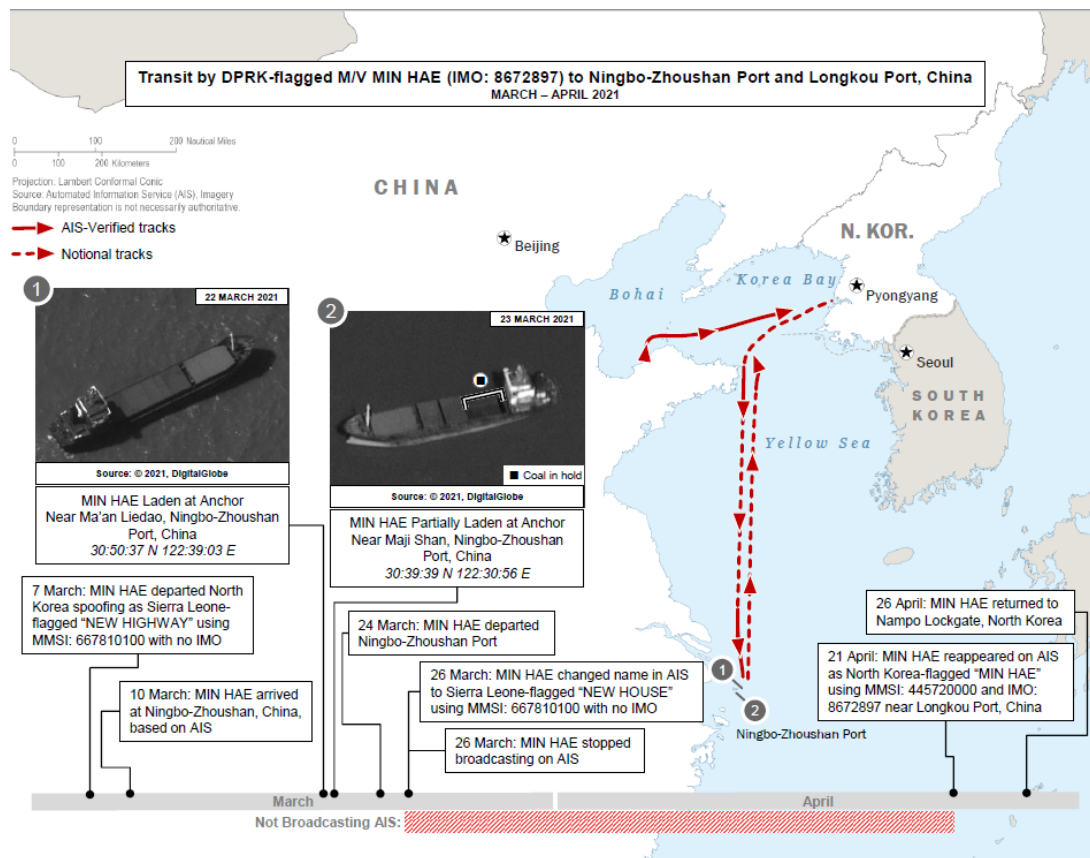 Transit by DPRK-flagged M/V MIN HAE (IMO: 8672897) to Ningbo-Zhoushan Port and Longkou Port, China
MARCH – APRIL 2021
0 100 200 Nautical Miles
0 100 200 Kilometers
Projection: Lambert Conformal Conic
Source: Automated Information Service (AIS), Imagery
Boundary representation is not necessarily authoritative.
AIS-Verified tracks
Notional tracks
CHINA
Beijing
N. KOR.
Korea Bay
Bohai
Pyongyang
Seoul
SOUTH
KOREA
Yellow Sea
1
22 MARCH 2021
Source: © 2021, DigitalGlobe
MIN HAE Laden at Anchor
Near Ma'an Liedao, Ningbo-Zhoushan
Port, China
30:50:37 N 122:39:03 E
2
23 MARCH 2021
Coal in hold
Source: © 2021, DigitalGlobe
MIN HAE Partially Laden at Anchor
Near Maji Shan, Ningbo-Zhoushan
Port, China
30:39:39 N 122:30:56 E
7 March: MIN HAE departed North
Korea spoofing as Sierra Leone-
flagged “NEW HIGHWAY” using
MMSI: 667810100 with no IMO
10 March: MIN HAE arrived
at Ningbo-Zhoushan, China,
based on AIS
24 March: MIN HAE departed
Ningbo-Zhoushan Port
26 March: MIN HAE changed name in AIS
to Sierra Leone-flagged “NEW HOUSE”
using MMSI: 667810100 with no IMO
26 March: MIN HAE stopped
broadcasting on AIS
1
2
Ningbo-Zhoushan Port
26 April: MIN HAE returned to
Nampo Lockgate, North Korea
21 April: MIN HAE reappeared on AIS
as North Korea-flagged “MIN HAE”
using MMSI: 445720000 and IMO:
8672897 near Longkou Port, China
March
April
Not Broadcasting AIS: